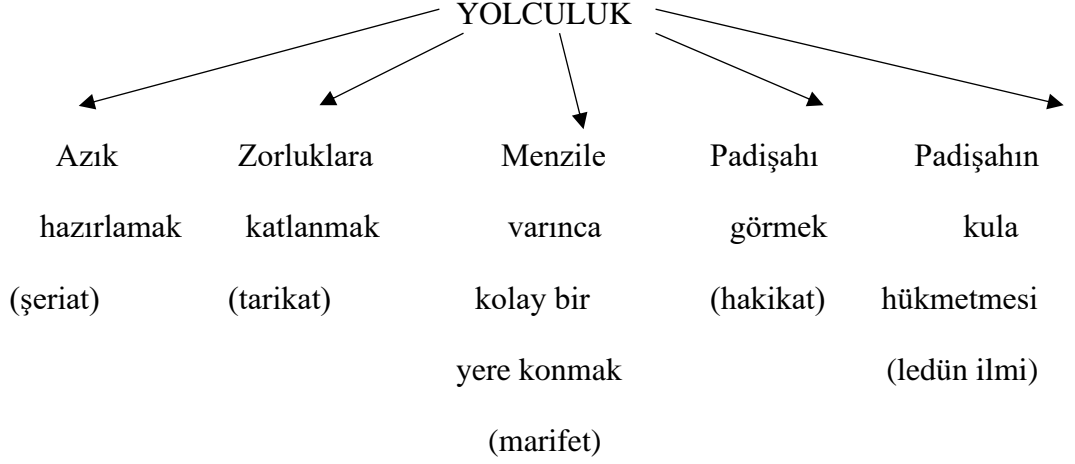 YOLCULUK
Azık
hazırlamak
(şeriat)
Zorluklara
katlanmak
(tarikat)
Menzile
varınca
kolay bir
yere konmak
(marifet)
Padişahı
görmek
(hakikat)
Padişahın
kula
hükmetmesi
(ledün ilmi)